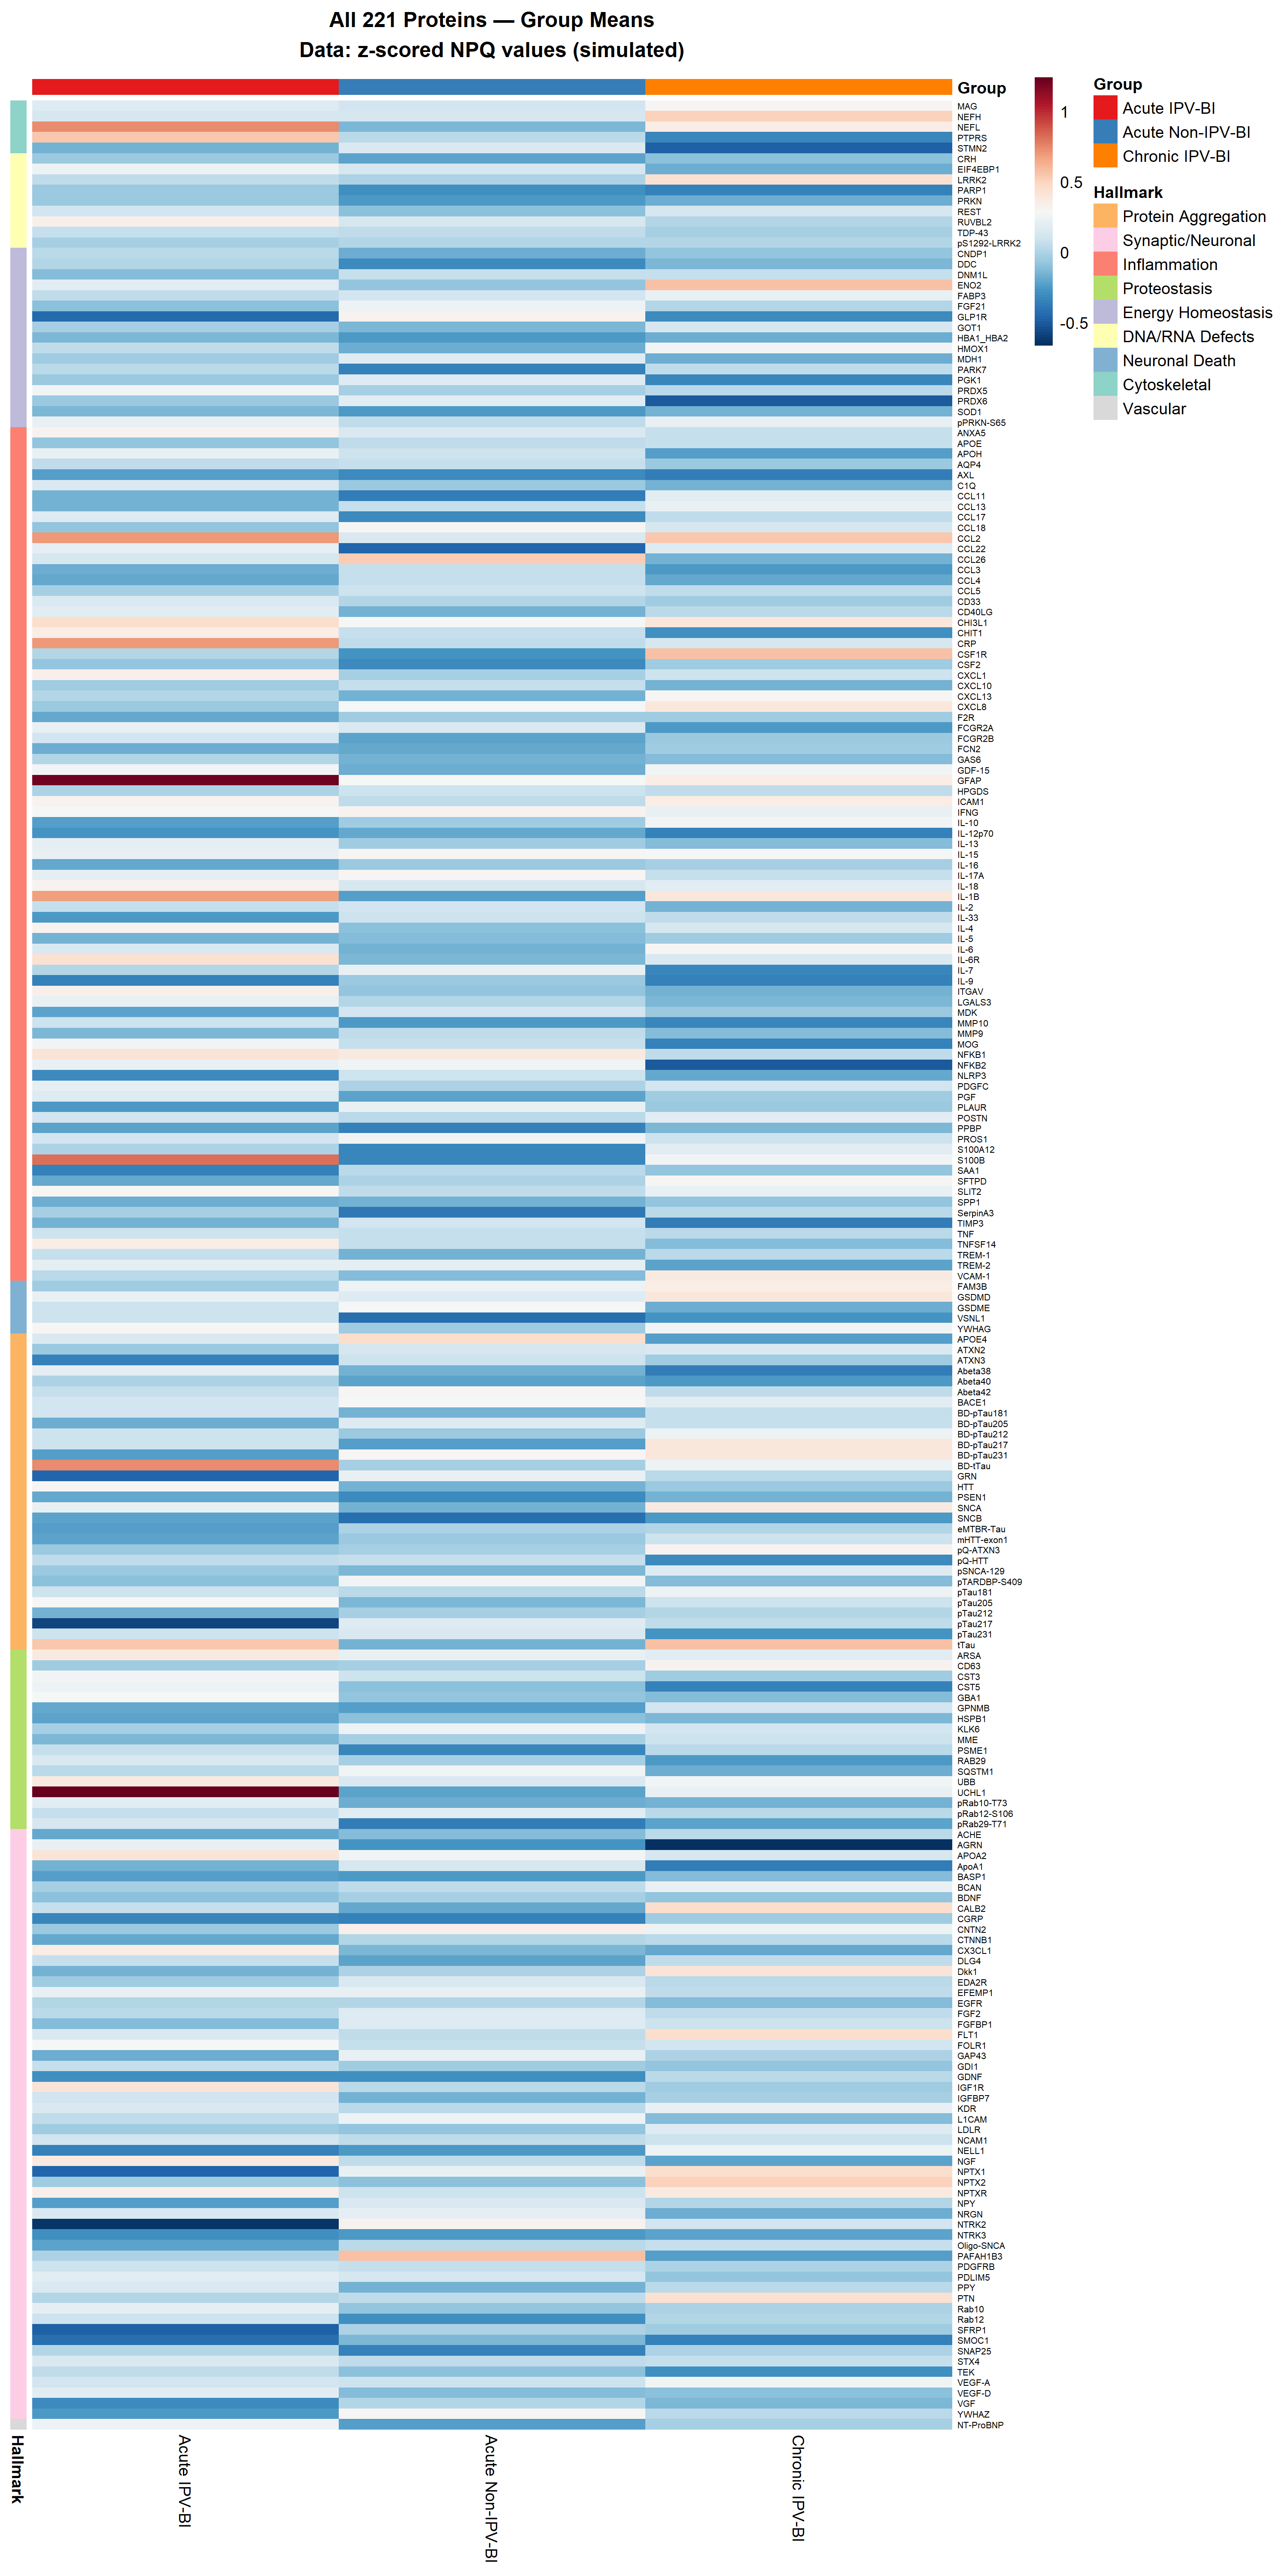 All 221 Proteins — Group Means
Data: z-scored NPQ values (simulated)
Group
MAG
NEFH
NEFL
PTPRS
STMN2
CRH
EIF4EBP1
LRRK2
PARP1
PRKN
REST
RUVBL2
TDP-43
pS1292-LRRK2
CNDP1
DDC
DNM1L
ENO2
FABP3
FGF21
GLP1R
GOT1
HBA1_HBA2
HMOX1
MDH1
PARK7
PGK1
PRDX5
PRDX6
SOD1
pPRKN-S65
ANXA5
APOE
APOH
AQP4
AXL
C1Q
CCL11
CCL13
CCL17
CCL18
CCL2
CCL22
CCL26
CCL3
CCL4
CCL5
CD33
CD40LG
CHI3L1
CHIT1
CRP
CSF1R
CSF2
CXCL1
CXCL10
CXCL13
CXCL8
F2R
FCGR2A
FCGR2B
FCN2
GAS6
GDF-15
GFAP
HPGDS
ICAM1
IFNG
IL-10
IL-12p70
IL-13
IL-15
IL-16
IL-17A
IL-18
IL-1B
IL-2
IL-33
IL-4
IL-5
IL-6
IL-6R
IL-7
IL-9
ITGAV
LGALS3
MDK
MMP10
MMP9
MOG
NFKB1
NFKB2
NLRP3
PDGFC
PGF
PLAUR
POSTN
PPBP
PROS1
S100A12
S100B
SAA1
SFTPD
SLIT2
SPP1
SerpinA3
TIMP3
TNF
TNFSF14
TREM-1
TREM-2
VCAM-1
FAM3B
GSDMD
GSDME
VSNL1
YWHAG
APOE4
ATXN2
ATXN3
Abeta38
Abeta40
Abeta42
BACE1
BD-pTau181
BD-pTau205
BD-pTau212
BD-pTau217
BD-pTau231
BD-tTau
GRN
HTT
PSEN1
SNCA
SNCB
eMTBR-Tau
mHTT-exon1
pQ-ATXN3
pQ-HTT
pSNCA-129
pTARDBP-S409
pTau181
pTau205
pTau212
pTau217
pTau231
tTau
ARSA
CD63
CST3
CST5
GBA1
GPNMB
HSPB1
KLK6
MME
PSME1
RAB29
SQSTM1
UBB
UCHL1
pRab10-T73
pRab12-S106
pRab29-T71
ACHE
AGRN
APOA2
ApoA1
BASP1
BCAN
BDNF
CALB2
CGRP
CNTN2
CTNNB1
CX3CL1
DLG4
Dkk1
EDA2R
EFEMP1
EGFR
FGF2
FGFBP1
FLT1
FOLR1
GAP43
GDI1
GDNF
IGF1R
IGFBP7
KDR
L1CAM
LDLR
NCAM1
NELL1
NGF
NPTX1
NPTX2
NPTXR
NPY
NRGN
NTRK2
NTRK3
Oligo-SNCA
PAFAH1B3
PDGFRB
PDLIM5
PPY
PTN
Rab10
Rab12
SFRP1
SMOC1
SNAP25
STX4
TEK
VEGF-A
VEGF-D
VGF
YWHAZ
NT-ProBNP
1
0.5
0
-0.5
Group
Acute IPV-BI
Acute Non-IPV-BI
Chronic IPV-BI
Hallmark
Protein Aggregation
Synaptic/Neuronal
Inflammation
Proteostasis
Energy Homeostasis
DNA/RNA Defects
Neuronal Death
Cytoskeletal
Vascular
Hallmark
Acute IPV-BI
Acute Non-IPV-BI
Chronic IPV-BI